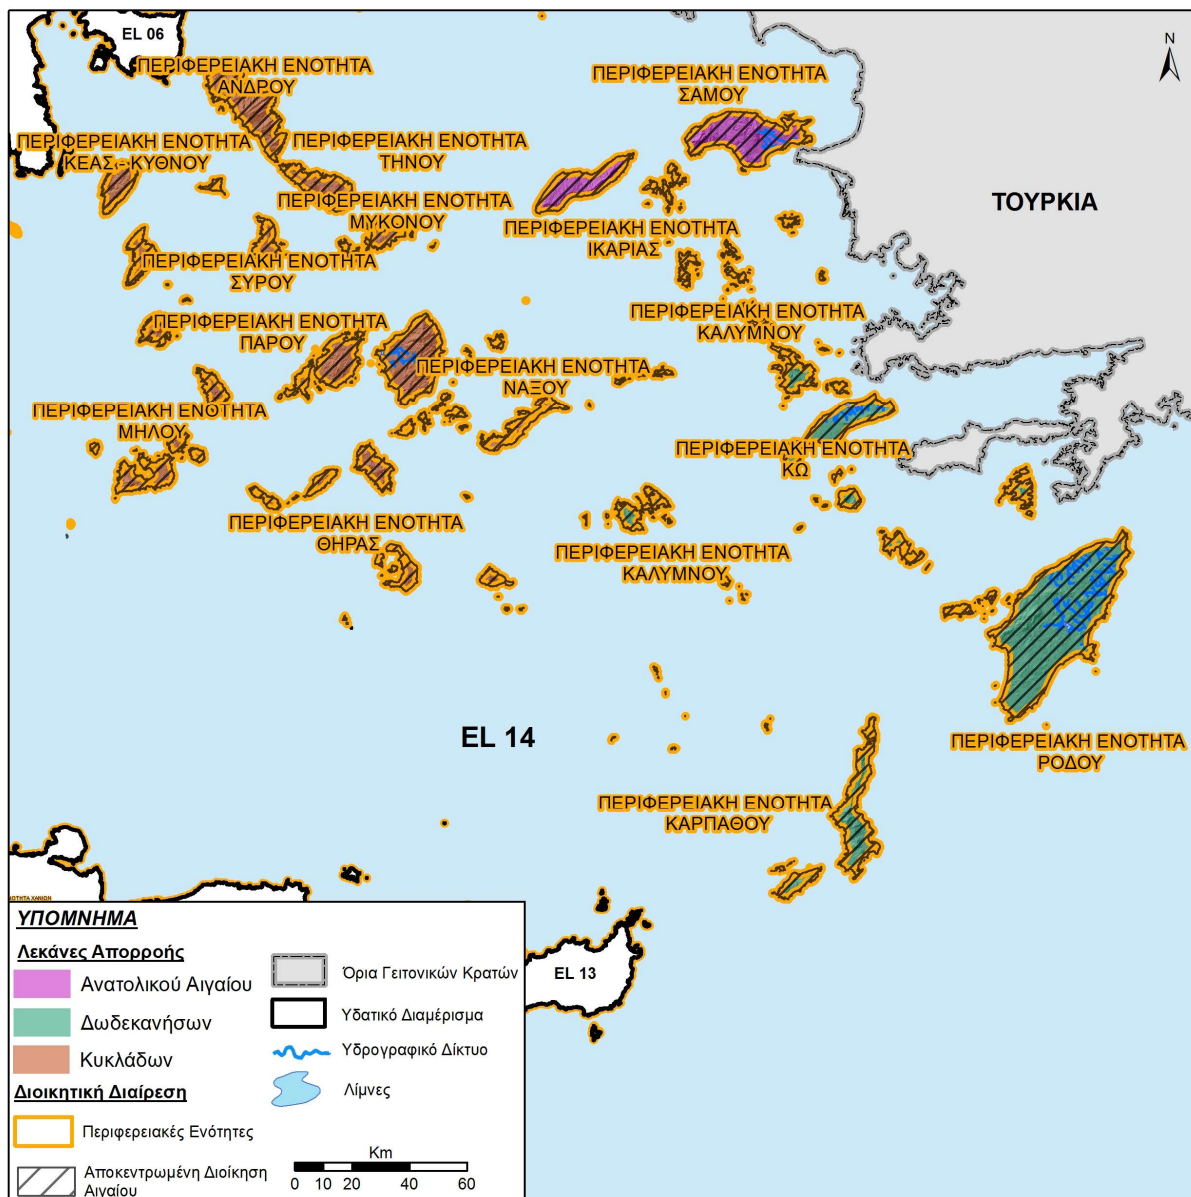 EL 06
N
ΠΕΡΙΦΕΡΕΙΑΚΗ ΕΝΟΤΗΤΑ
ΑΝΔΡΟΥ
ΠΕΡΙΦΕΡΕΙΑΚΗ ΕΝΟΤΗΤΑ
ΣΑΜΟΥ
ΠΕΡΙΦΕΡΕΙΑΚΗ ΕΝΟΤΗΤΑ
ΚΕΑΣ - ΚΥΘΝΟΥ
ΠΕΡΙΦΕΡΕΙΑΚΗ ΕΝΟΤΗΤΑ
ΤΗΝΟΥ
ΤΟΥΡΚΙΑ
ΠΕΡΙΦΕΡΕΙΑΚΗ ΕΝΟΤΗΤΑ
ΜΥΚΟΝΟΥ
ΠΕΡΙΦΕΡΕΙΑΚΗ ΕΝΟΤΗΤΑ
ΙΚΑΡΙΑΣ
ΠΕΡΙΦΕΡΕΙΑΚΗ ΕΝΟΤΗΤΑ
ΣΥΡΟΥ
ΠΕΡΙΦΕΡΕΙΑΚΗ ΕΝΟΤΗΤΑ
ΚΑΛΥΜΝΟΥ
ΠΕΡΙΦΕΡΕΙΑΚΗ ΕΝΟΤΗΤΑ
ΠΑΡΟΥ
ΠΕΡΙΦΕΡΕΙΑΚΗ ΕΝΟΤΗΤΑ
ΝΑΞΟΥ
ΠΕΡΙΦΕΡΕΙΑΚΗ ΕΝΟΤΗΤΑ
ΜΗΛΟΥ
ΠΕΡΙΦΕΡΕΙΑΚΗ ΕΝΟΤΗΤΑ
ΚΩ
ΠΕΡΙΦΕΡΕΙΑΚΗ ΕΝΟΤΗΤΑ
ΘΗΡΑΣ
ΠΕΡΙΦΕΡΕΙΑΚΗ ΕΝΟΤΗΤΑ
ΚΑΛΥΜΝΟΥ
EL 14
ΠΕΡΙΦΕΡΕΙΑΚΗ ΕΝΟΤΗΤΑ
ΡΟΔΟΥ
ΠΕΡΙΦΕΡΕΙΑΚΗ ΕΝΟΤΗΤΑ
ΚΑΡΠΑΘΟΥ
ΧΑΝΙΩΝ
EL 13
ΥΠΟΜΝΗΜΑ
Λεκάνες Απορροής
Ανατολικού Αιγαίου
Δωδεκανήσων
Κυκλάδων
Διοικητική Διαίρεση
Περιφερειακές Ενότητες
Αποκεντρωμένη Διοίκηση
Αιγαίου
Όρια Γειτονικών Κρατών
Υδατικό Διαμέρισμα
Υδρογραφικό Δίκτυο
Λίμνες
Km
0 10 20 40 60